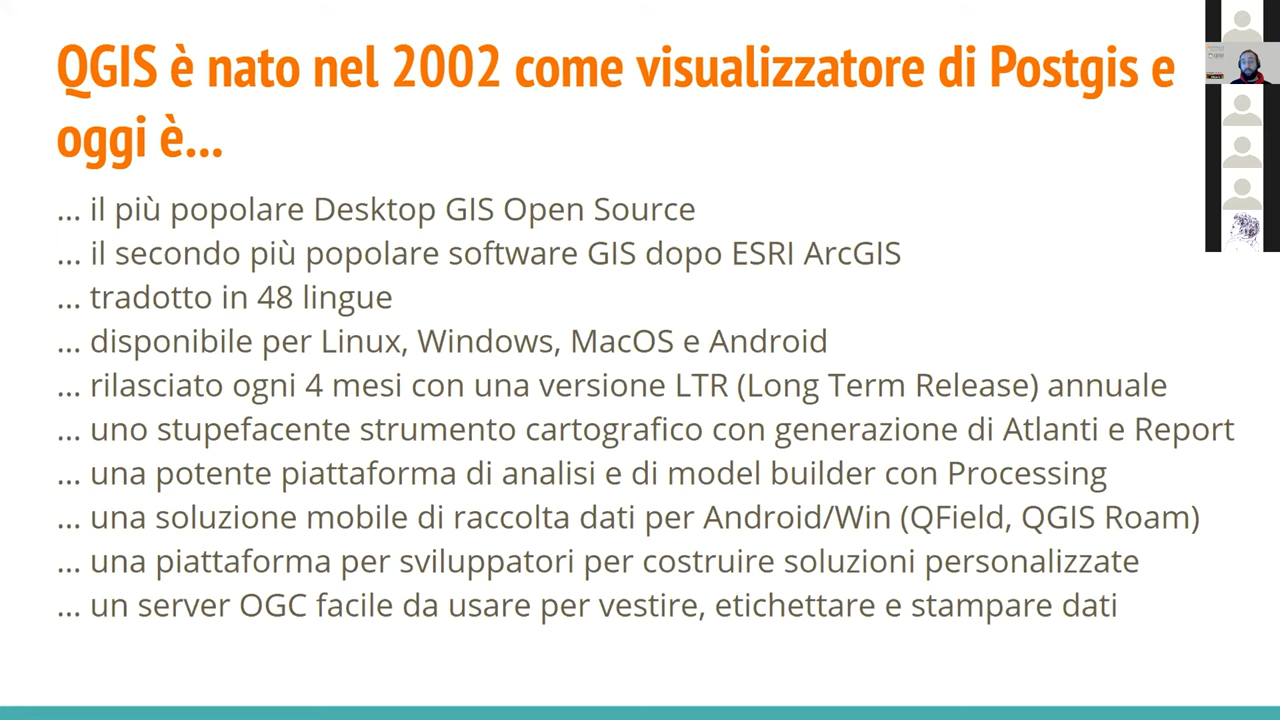 QGIS è nato nel 2002 come visualizzatore di Postgis e
oggi è...
... il più popolare Desktop GIS Open Source
... il secondo più popolare software GIS dopo ESRI ArcGIS
... tradotto in 48 lingue
... disponibile per Linux, Windows, MacOS e Android
... rilasciato ogni 4 mesi con una versione LTR (Long Term Release) annuale
... uno stupefacente strumento cartografico con generazione di Atlanti e Report
... una potente piattaforma di analisi e di model builder con Processing
... una soluzione mobile di raccolta dati per Android/Win (QField, QGIS Roam)
... una piattaforma per sviluppatori per costruire soluzioni personalizzate
... un server OGC facile da usare per vestire, etichettare e stampare dati